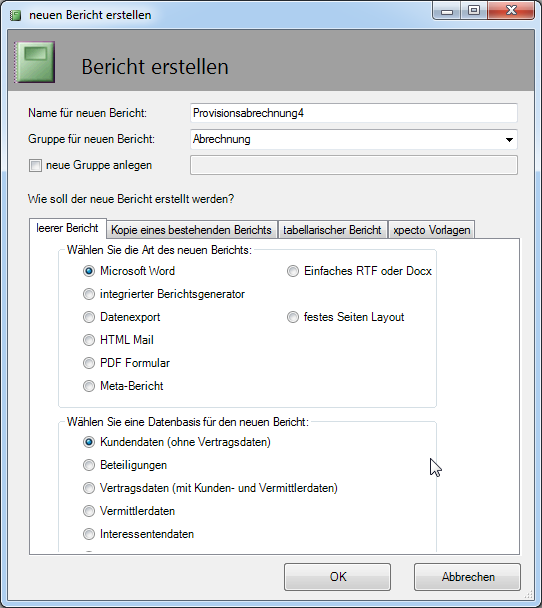 neuen Bericht erstellen
Bericht erstellen
Name für neuen Bericht: Provisionsabrechnung4
Gruppe für neuen Bericht: Abrechnung
neue Gruppe anlegen
Wie soll der neue Bericht erstellt werden?
leerer Bericht Kopie eines bestehenden Berichts tabellarischer Bericht xpecto Vorlagen
Wählen Sie die Art des neuen Berichts:
Microsoft Word Einfaches RTF oder Docx
integrierter Berichtsgenerator
Datenexport festes Seiten Layout
HTML Mail
PDF Formular
Meta-Bericht
Wählen Sie eine Datenbasis für den neuen Bericht:
Kundendaten (ohne Vertragsdaten)
Beteiligungen
Vertragsdaten (mit Kunden- und Vermittlerdaten)
Vermittlerdaten
Interessentendaten
OK Abbrechen